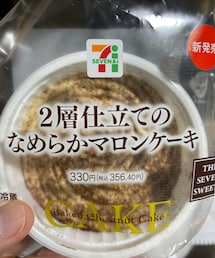 新発売
7
SEVEN&i
2層仕立ての
なめらかマロンケーキ
330円(税込356.40円)
CAKE
Baked Chestnut Cake
冷蔵
THE
SEVEN
SWEETS